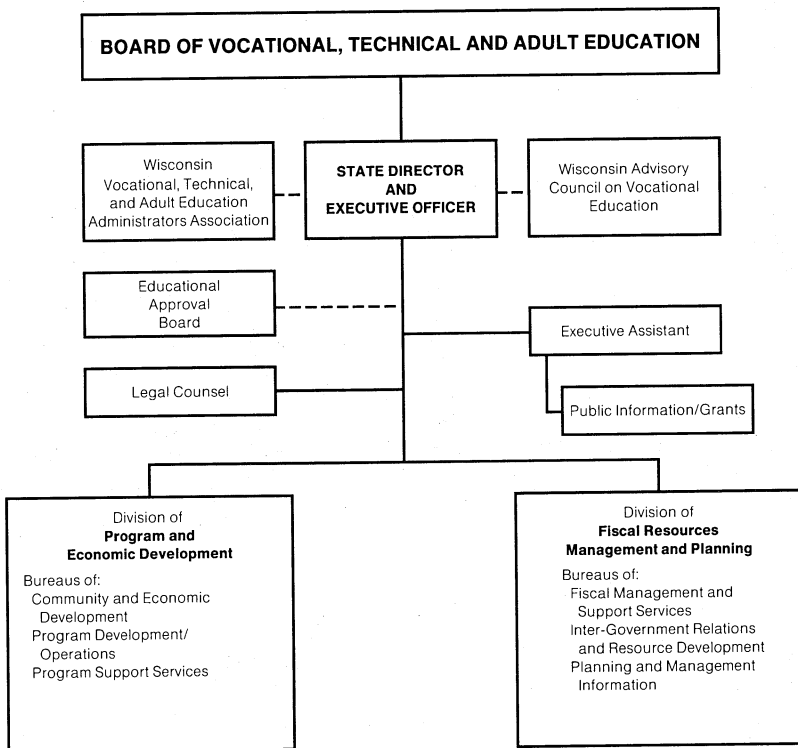 BOARD OF VOCATIONAL, TECHNICAL AND ADULT EDUCATION
Wisconsin
Vocational, Technical,
and Adult Education
Administrators Association
STATE DIRECTOR
AND
EXECUTIVE OFFICER
Wisconsin Advisory
Council on Vocational
Education
Educational
Approval
Board
Executive Assistant
Legal Counsel
Public Information/Grants
Division of
Program and
Economic Development
Bureaus of:
Community and Economic
Development
Program Development/
Operations
Program Support Services
Division of
Fiscal Resources
Management and Planning
Bureaus of:
Fiscal Management and
Support Services
Inter-Government Relations
and Resource Development
Planning and Management
Information